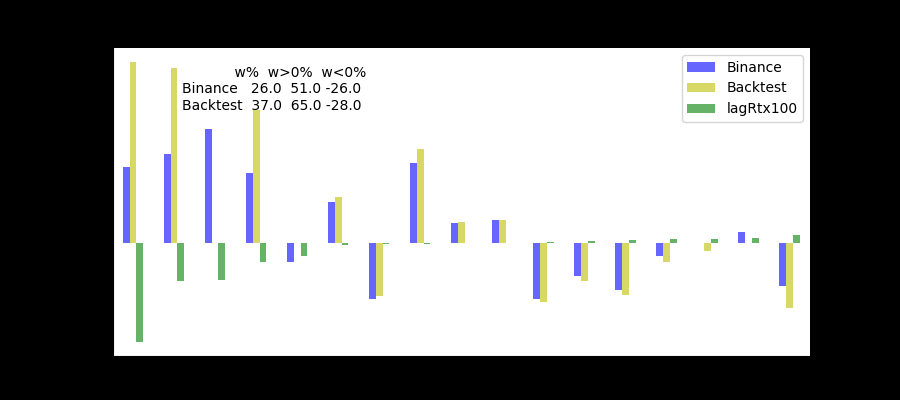 w%  w>0%  w<0%
Binance   26.0  51.0 -26.0
Backtest  37.0  65.0 -28.0
Binance
Backtest
lagRtx100